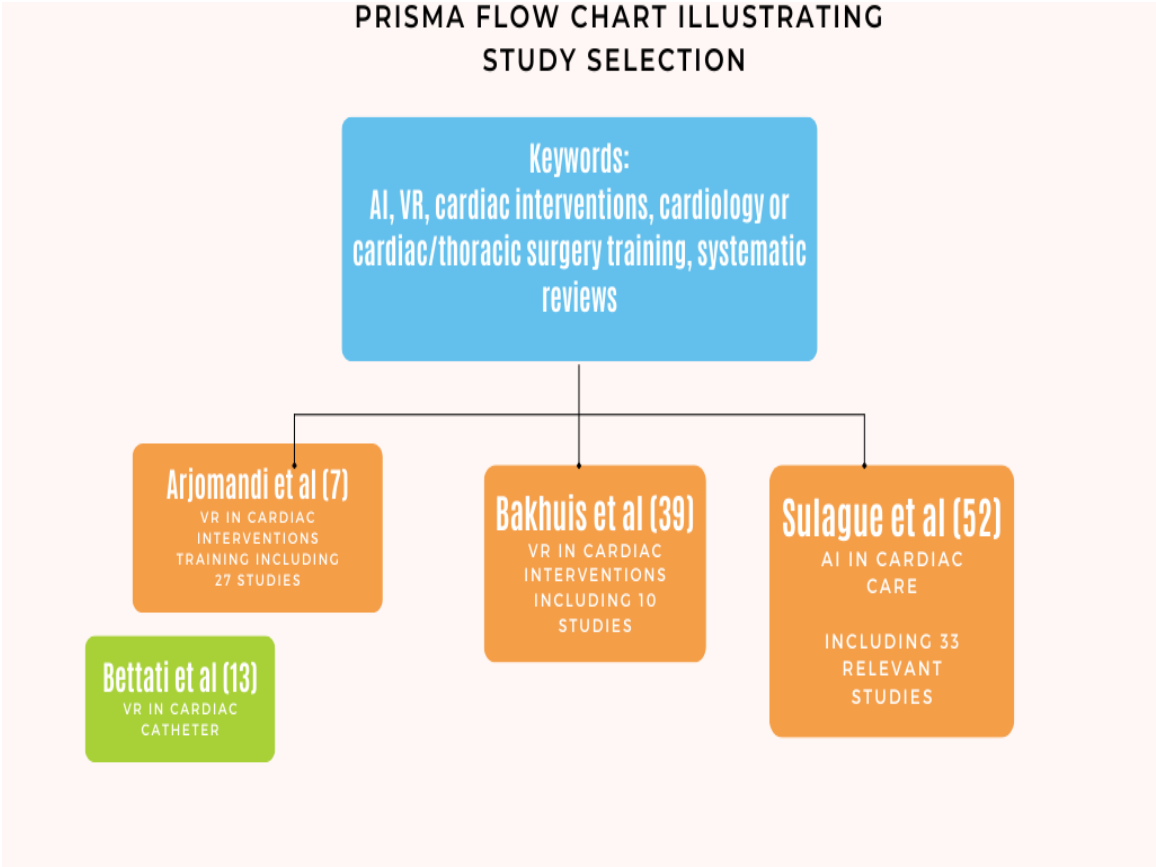 PRISMA FLOW CHART ILLUSTRATING
STUDY SELECTION
Keywords:
AI, VR, cardiac interventions, cardiology or
cardiac/thoracic surgery training, systematic
reviews
Arjomandi et al (7)
VR IN CARDIAC
INTERVENTIONS
TRAINING INCLUDING
27 STUDIES
Bakhuis et al (39)
VR IN CARDIAC
INTERVENTIONS
INCLUDING 10
STUDIES
Sulague et al (52)
AI IN CARDIAC
CARE
INCLUDING 33
RELEVANT
STUDIES
Bettati et al (13)
VR IN CARDIAC
CATHETER